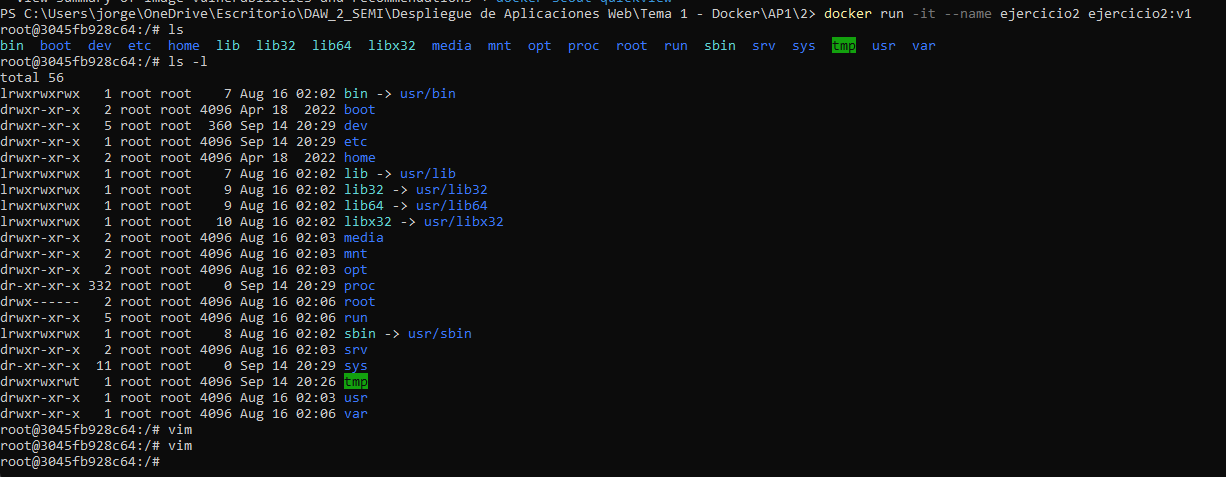 View summary of image vulnerabilities and recommendations → docker scout quickview
PS C:\Users\jorge\OneDrive\Escritorio\DAW_2_SEMI\Despliegue de Aplicaciones Web\Tema 1 - Docker\AP1\2> docker run -it --name ejercicio2 ejercicio2:v1
root@3045fb928c64:/# ls
bin  boot  dev  etc  home  lib  lib32  lib64  libx32  media  mnt  opt  proc  root  run  sbin  srv  sys  tmp  usr  var
root@3045fb928c64:/# ls -l
total 56
lrwxrwxrwx   1 root root    7 Aug 16 02:02 bin -> usr/bin
drwxr-xr-x   2 root root 4096 Apr 18  2022 boot
drwxr-xr-x   5 root root  360 Sep 14 20:29 dev
drwxr-xr-x   1 root root 4096 Sep 14 20:29 etc
drwxr-xr-x   2 root root 4096 Apr 18  2022 home
lrwxrwxrwx   1 root root    7 Aug 16 02:02 lib -> usr/lib
lrwxrwxrwx   1 root root    9 Aug 16 02:02 lib32 -> usr/lib32
lrwxrwxrwx   1 root root    9 Aug 16 02:02 lib64 -> usr/lib64
lrwxrwxrwx   1 root root   10 Aug 16 02:02 libx32 -> usr/libx32
drwxr-xr-x   2 root root 4096 Aug 16 02:03 media
drwxr-xr-x   2 root root 4096 Aug 16 02:03 mnt
drwxr-xr-x   2 root root 4096 Aug 16 02:03 opt
dr-xr-xr-x 332 root root    0 Sep 14 20:29 proc
drwx------   2 root root 4096 Aug 16 02:06 root
drwxr-xr-x   5 root root 4096 Aug 16 02:06 run
lrwxrwxrwx   1 root root    8 Aug 16 02:02 sbin -> usr/sbin
drwxr-xr-x   2 root root 4096 Aug 16 02:03 srv
dr-xr-xr-x  11 root root    0 Sep 14 20:29 sys
drwxrwxrwt   1 root root 4096 Sep 14 20:26 tmp
drwxr-xr-x   1 root root 4096 Aug 16 02:03 usr
drwxr-xr-x   1 root root 4096 Aug 16 02:06 var
root@3045fb928c64:/# vim
root@3045fb928c64:/# vim
root@3045fb928c64:/#